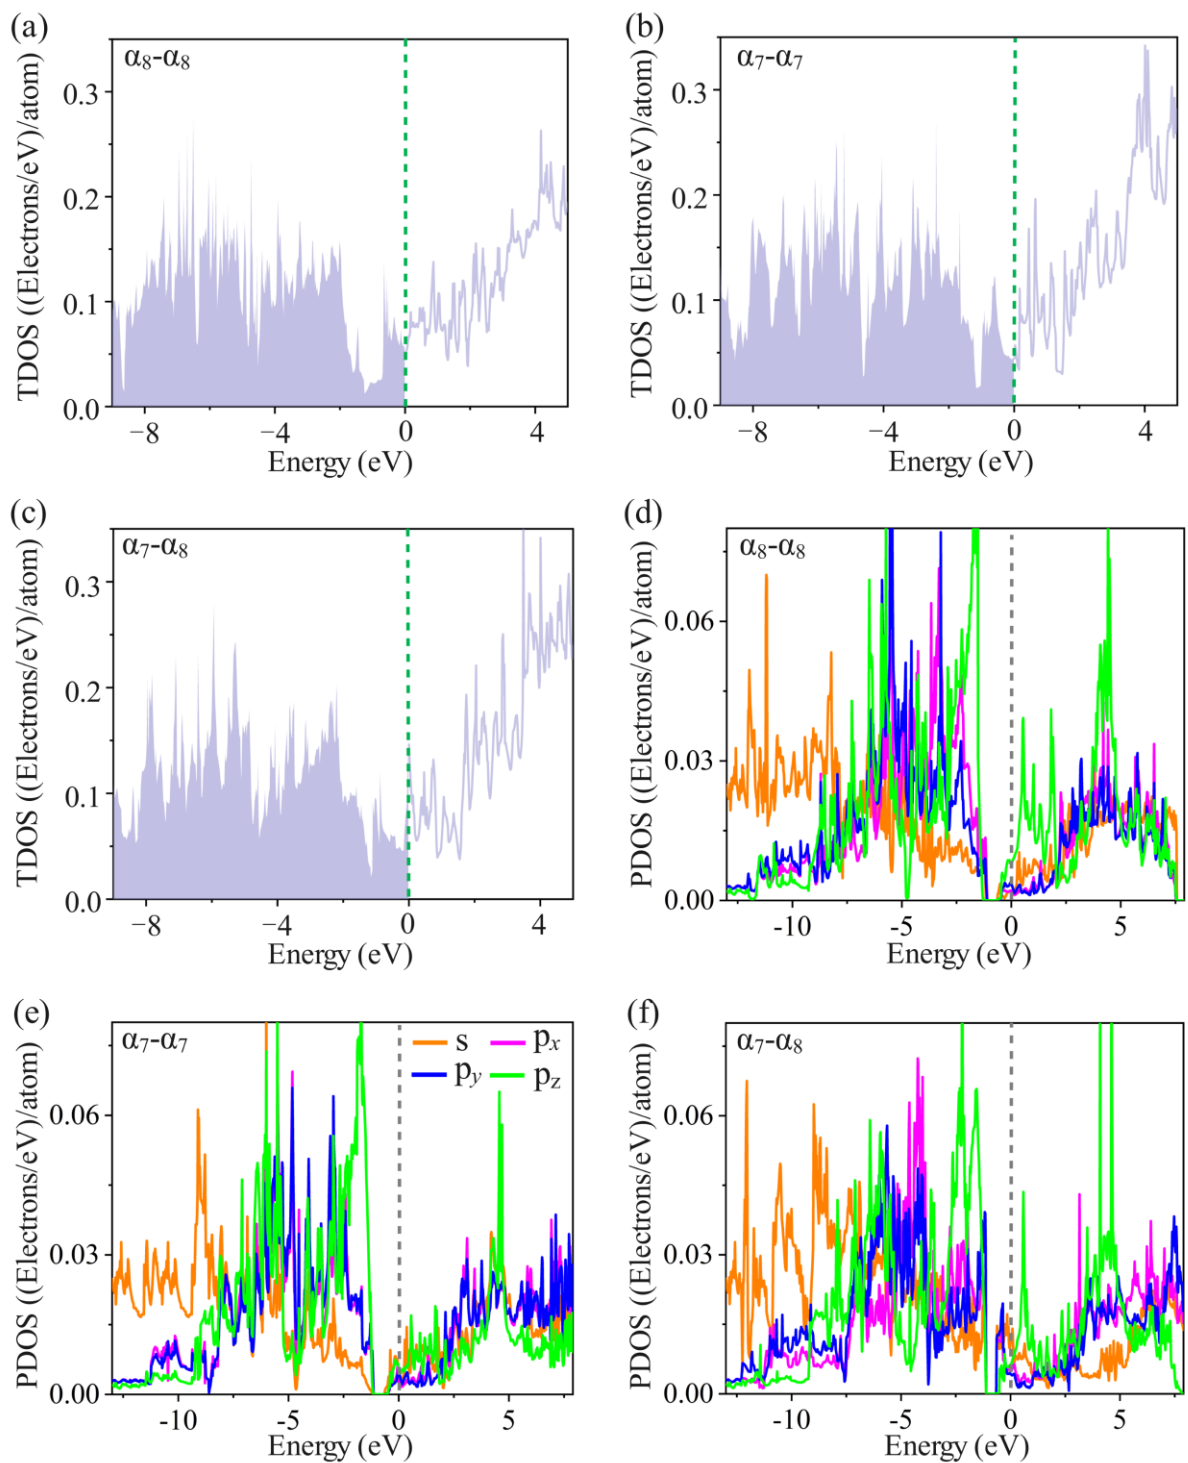 (a)
α₈-α₈
TDOS ((Electrons/eV)/atom)
0.3
0.2
0.1
0.0
−8 −4 0 4
Energy (eV)
(b)
α₇-α₇
TDOS ((Electrons/eV)/atom)
0.3
0.2
0.1
0.0
−8 −4 0 4
Energy (eV)
(c)
α₇-α₈
TDOS ((Electrons/eV)/atom)
0.3
0.2
0.1
0.0
−8 −4 0 4
Energy (eV)
(d)
α₈-α₈
PDOS ((Electrons/eV)/atom)
0.06
0.03
0.00
-10 -5 0 5
Energy (eV)
(e)
α₇-α₇
s pₓ
p_y p_z
PDOS ((Electrons/eV)/atom)
0.06
0.03
0.00
-10 -5 0 5
Energy (eV)
(f)
α₇-α₈
PDOS ((Electrons/eV)/atom)
0.06
0.03
0.00
-10 -5 0 5
Energy (eV)